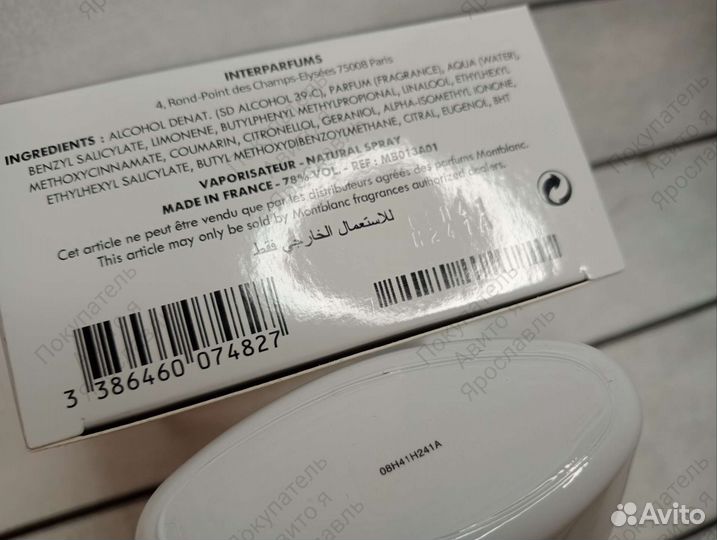 INTERPARFUMS
4, Rond-Point des Champs-Elysées 75008 Paris
INGREDIENTS : ALCOHOL DENAT. (SD ALCOHOL 39-C), PARFUM (FRAGRANCE), AQUA (WATER),
BENZYL SALICYLATE, LIMONENE, BUTYLPHENYL METHYLPROPIONAL, LINALOOL, ETHYLHEXYL
METHOXYCINNAMATE, COUMARIN, CITRONELLOL, GERANIOL, ALPHA-ISOMETHYL IONONE,
ETHYLHEXYL SALICYLATE, BUTYL METHOXYDIBENZOYLMETHANE, CITRAL, EUGENOL, BHT
VAPORISATEUR - NATURAL SPRAY
MADE IN FRANCE - 78% VOL. - REF : MB013A01
Cet article ne peut être vendu que par les distributeurs agréés des parfums Montblanc.
This article may only be sold by Montblanc fragrances authorized dealers.
للاستعمال الخارجي فقط
3 386460 074827
08H41H241A
Покупатель
Авито я
Ярославль
Avito